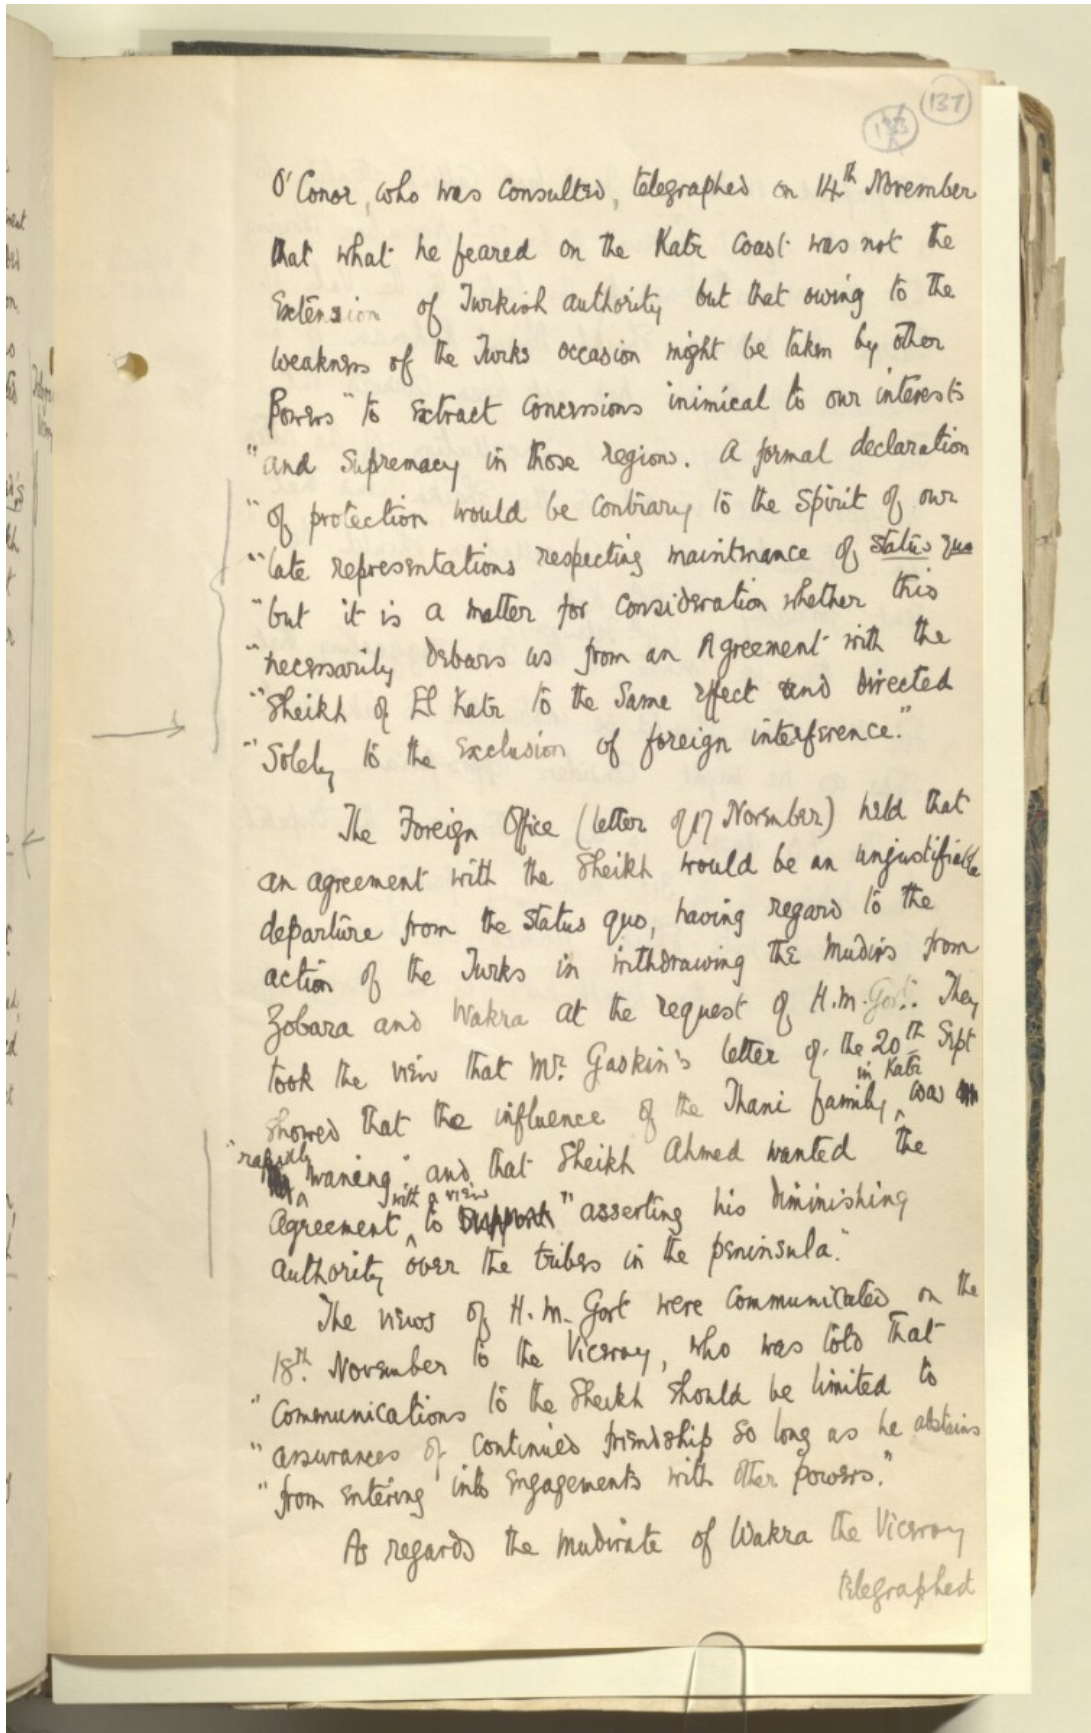 137
O'Conor, who was consulted, telegraphed on 14th November
that what he feared on the Katr Coast was not the
Extension of Turkish authority but that owing to the
weakness of the Turks occasion might be taken by other
Powers "to extract concessions inimical to our interests
"and supremacy in those regions. A formal declaration
"of protection would be contrary to the spirit of our
"late representations respecting maintenance of status quo
"but it is a matter for consideration whether this
"necessarily debars us from an Agreement with the
"Sheikh of El Katr to the same effect and directed
"solely to the exclusion of foreign interference."
The Foreign Office (letter of 17 November) held that
an agreement with the Sheikh would be an unjustifiable
departure from the status quo, having regard to the
action of the Turks in withdrawing the Mudirs from
Zobara and Wakra at the request of H.M. Govt. They
took the view that Mr. Gaskin's letter of the 20th Sept
in Katr
showed that the influence of the Thani family was
"rapidly
waning" and that Sheikh Ahmed wanted the
with a view
Agreement to "asserting his diminishing
authority over the tribes in the peninsula."
The views of H.M. Govt were communicated on the
18th. November to the Viceroy, who was told that
"Communications to the Sheikh should be limited to
"assurances of continued friendship so long as he abstains
"from entering into engagements with other powers."
As regards the Mudirate of Wakra the Viceroy
telegraphed